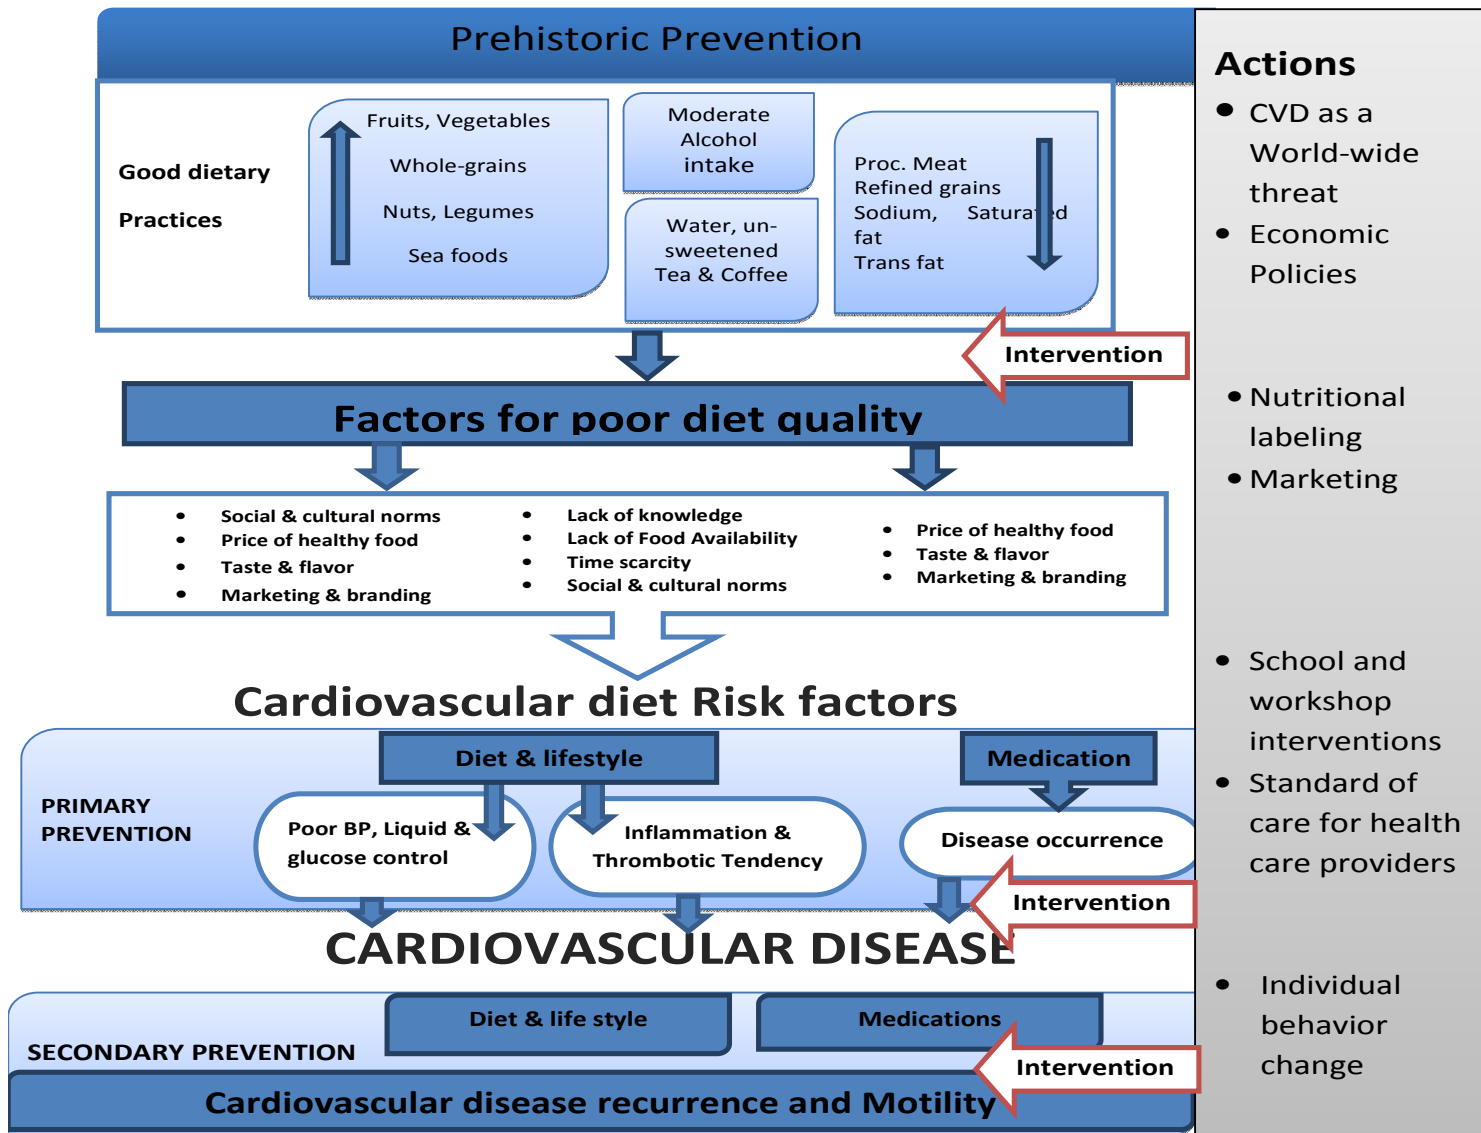 Prehistoric Prevention
Good dietary
Practices
Fruits, Vegetables
Whole-grains
Nuts, Legumes
Sea foods
Moderate
Alcohol
intake
Water, un-
sweetened
Tea & Coffee
Proc. Meat
Refined grains
Sodium, Saturated
fat
Trans fat
Intervention
Factors for poor diet quality
• Social & cultural norms
• Price of healthy food
• Taste & flavor
• Marketing & branding
• Lack of knowledge
• Lack of Food Availability
• Time scarcity
• Social & cultural norms
• Price of healthy food
• Taste & flavor
• Marketing & branding
Cardiovascular diet Risk factors
PRIMARY
PREVENTION
Diet & lifestyle
Medication
Poor BP, Liquid &
glucose control
Inflammation &
Thrombotic Tendency
Disease occurrence
Intervention
CARDIOVASCULAR DISEASE
SECONDARY PREVENTION
Diet & life style
Medications
Intervention
Cardiovascular disease recurrence and Motility
Actions
• CVD as a
World-wide
threat
• Economic
Policies
• Nutritional
labeling
• Marketing
• School and
workshop
interventions
• Standard of
care for health
care providers
• Individual
behavior
change